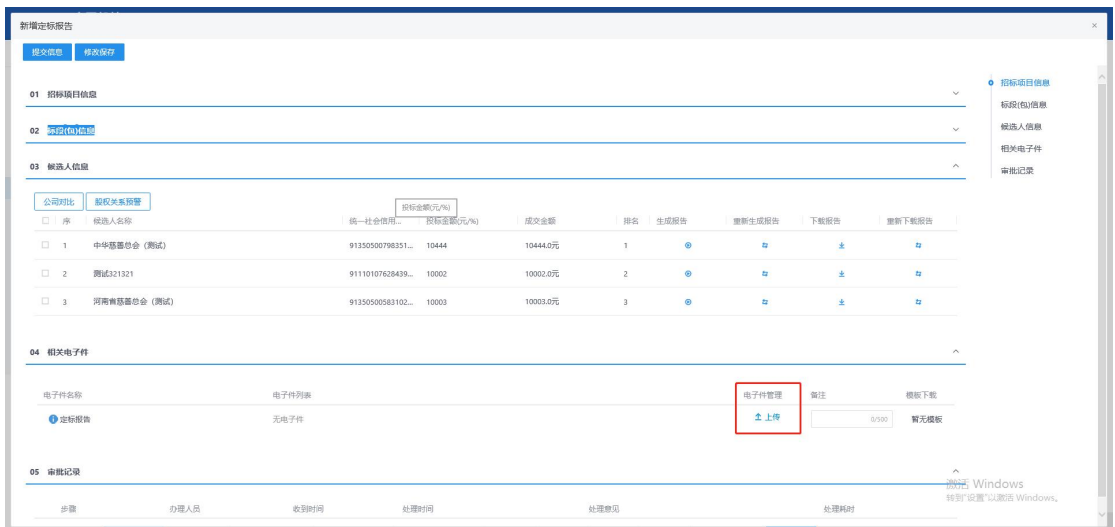 新增定标报告
×
提交信息 修改保存
01 招标项目信息
02 标段(包)信息
03 候选人信息
公司对比 股权关系预警
投标金额(元/%)
序 候选人名称 统一社会信用... 投标金额(元/%) 成交金额 排名 生成报告 重新生成报告 下载报告 重新下载报告
1 中华慈善总会（测试） 91350500798351... 10444 10444.0元 1
2 测试321321 91110107628439... 10002 10002.0元 2
3 河南省慈善总会（测试） 91350500583102... 10003 10003.0元 3
04 相关电子件
电子件名称 电子件列表 电子件管理 备注 模板下载
定标报告 无电子件 上传 0/500 暂无模板
05 审批记录
步骤 办理人员 收到时间 处理时间 处理意见 处理耗时
招标项目信息
标段(包)信息
候选人信息
相关电子件
审批记录
激活 Windows
转到"设置"以激活 Windows。